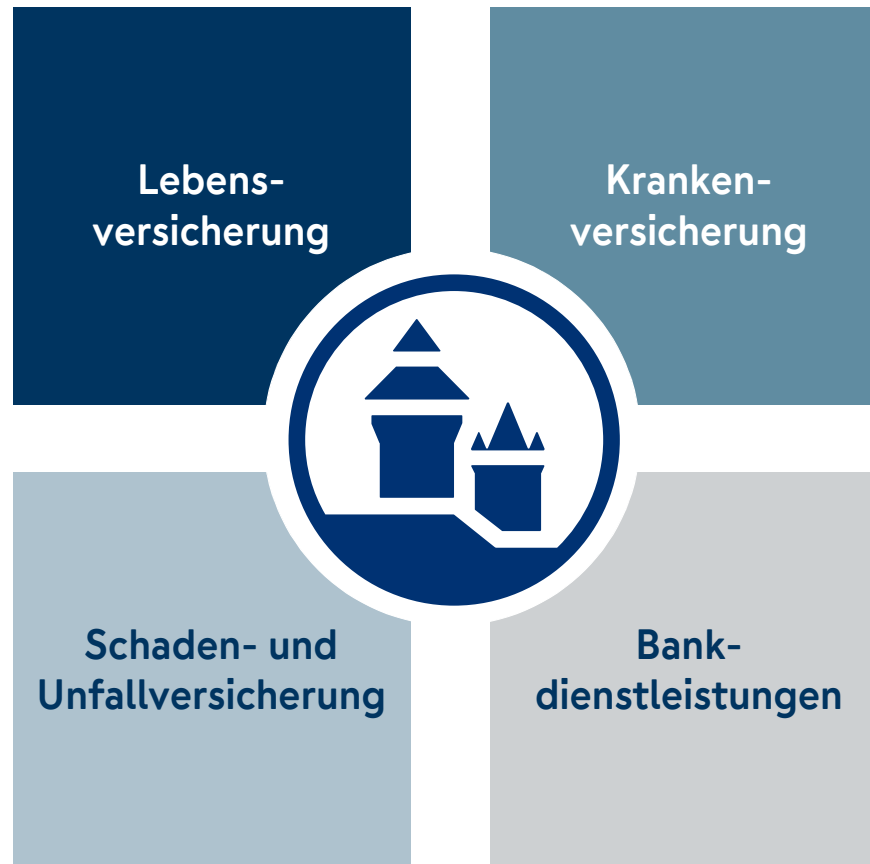 Lebens-
versicherung
Kranken-
versicherung
Schaden- und
Unfallversicherung
Bank-
dienstleistungen